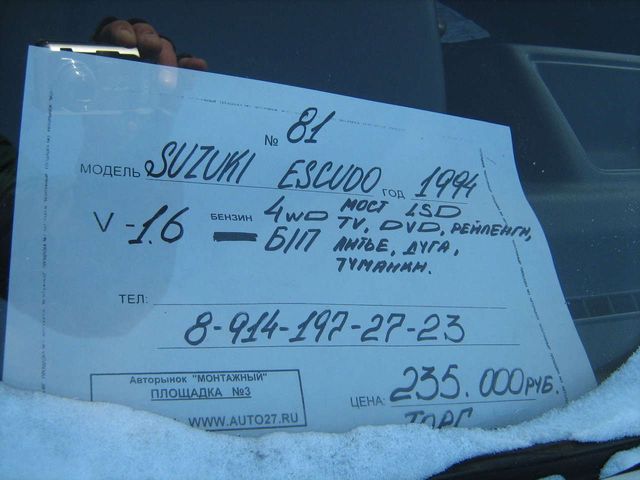 № 81
МОДЕЛЬ SUZUKI ESCUDO ГОД 1994
V -1.6 БЕНЗИН 4WD МОСТ LSD
Б/П TV, DVD, РЕЙЛЕНГИ,
ЛИТЬЕ, ДУГА,
ТУМАНКИ.
ТЕЛ:
8-914-197-27-23
Авторынок "МОНТАЖНЫЙ"
ПЛОЩАДКА №3
WWW.AUTO27.RU
ЦЕНА: 235.000 РУБ.
ТОРГ